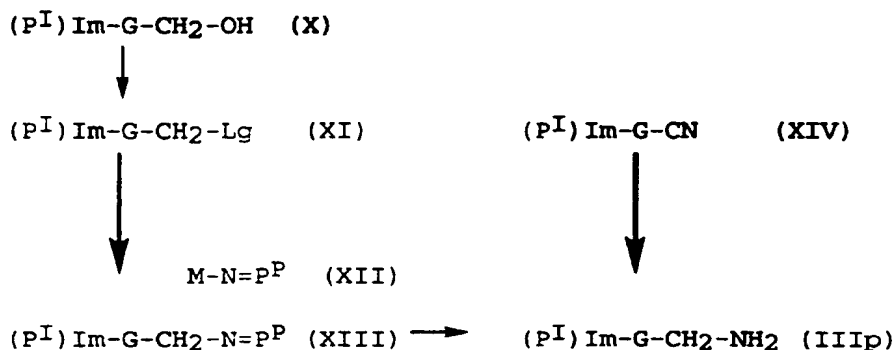 (P^I)Im-G-CH2-OH (X)
(P^I)Im-G-CH2-Lg (XI) (P^I)Im-G-CN (XIV)
M-N=P^P (XII)
(P^I)Im-G-CH2-N=P^P (XIII) (P^I)Im-G-CH2-NH2 (IIIp)